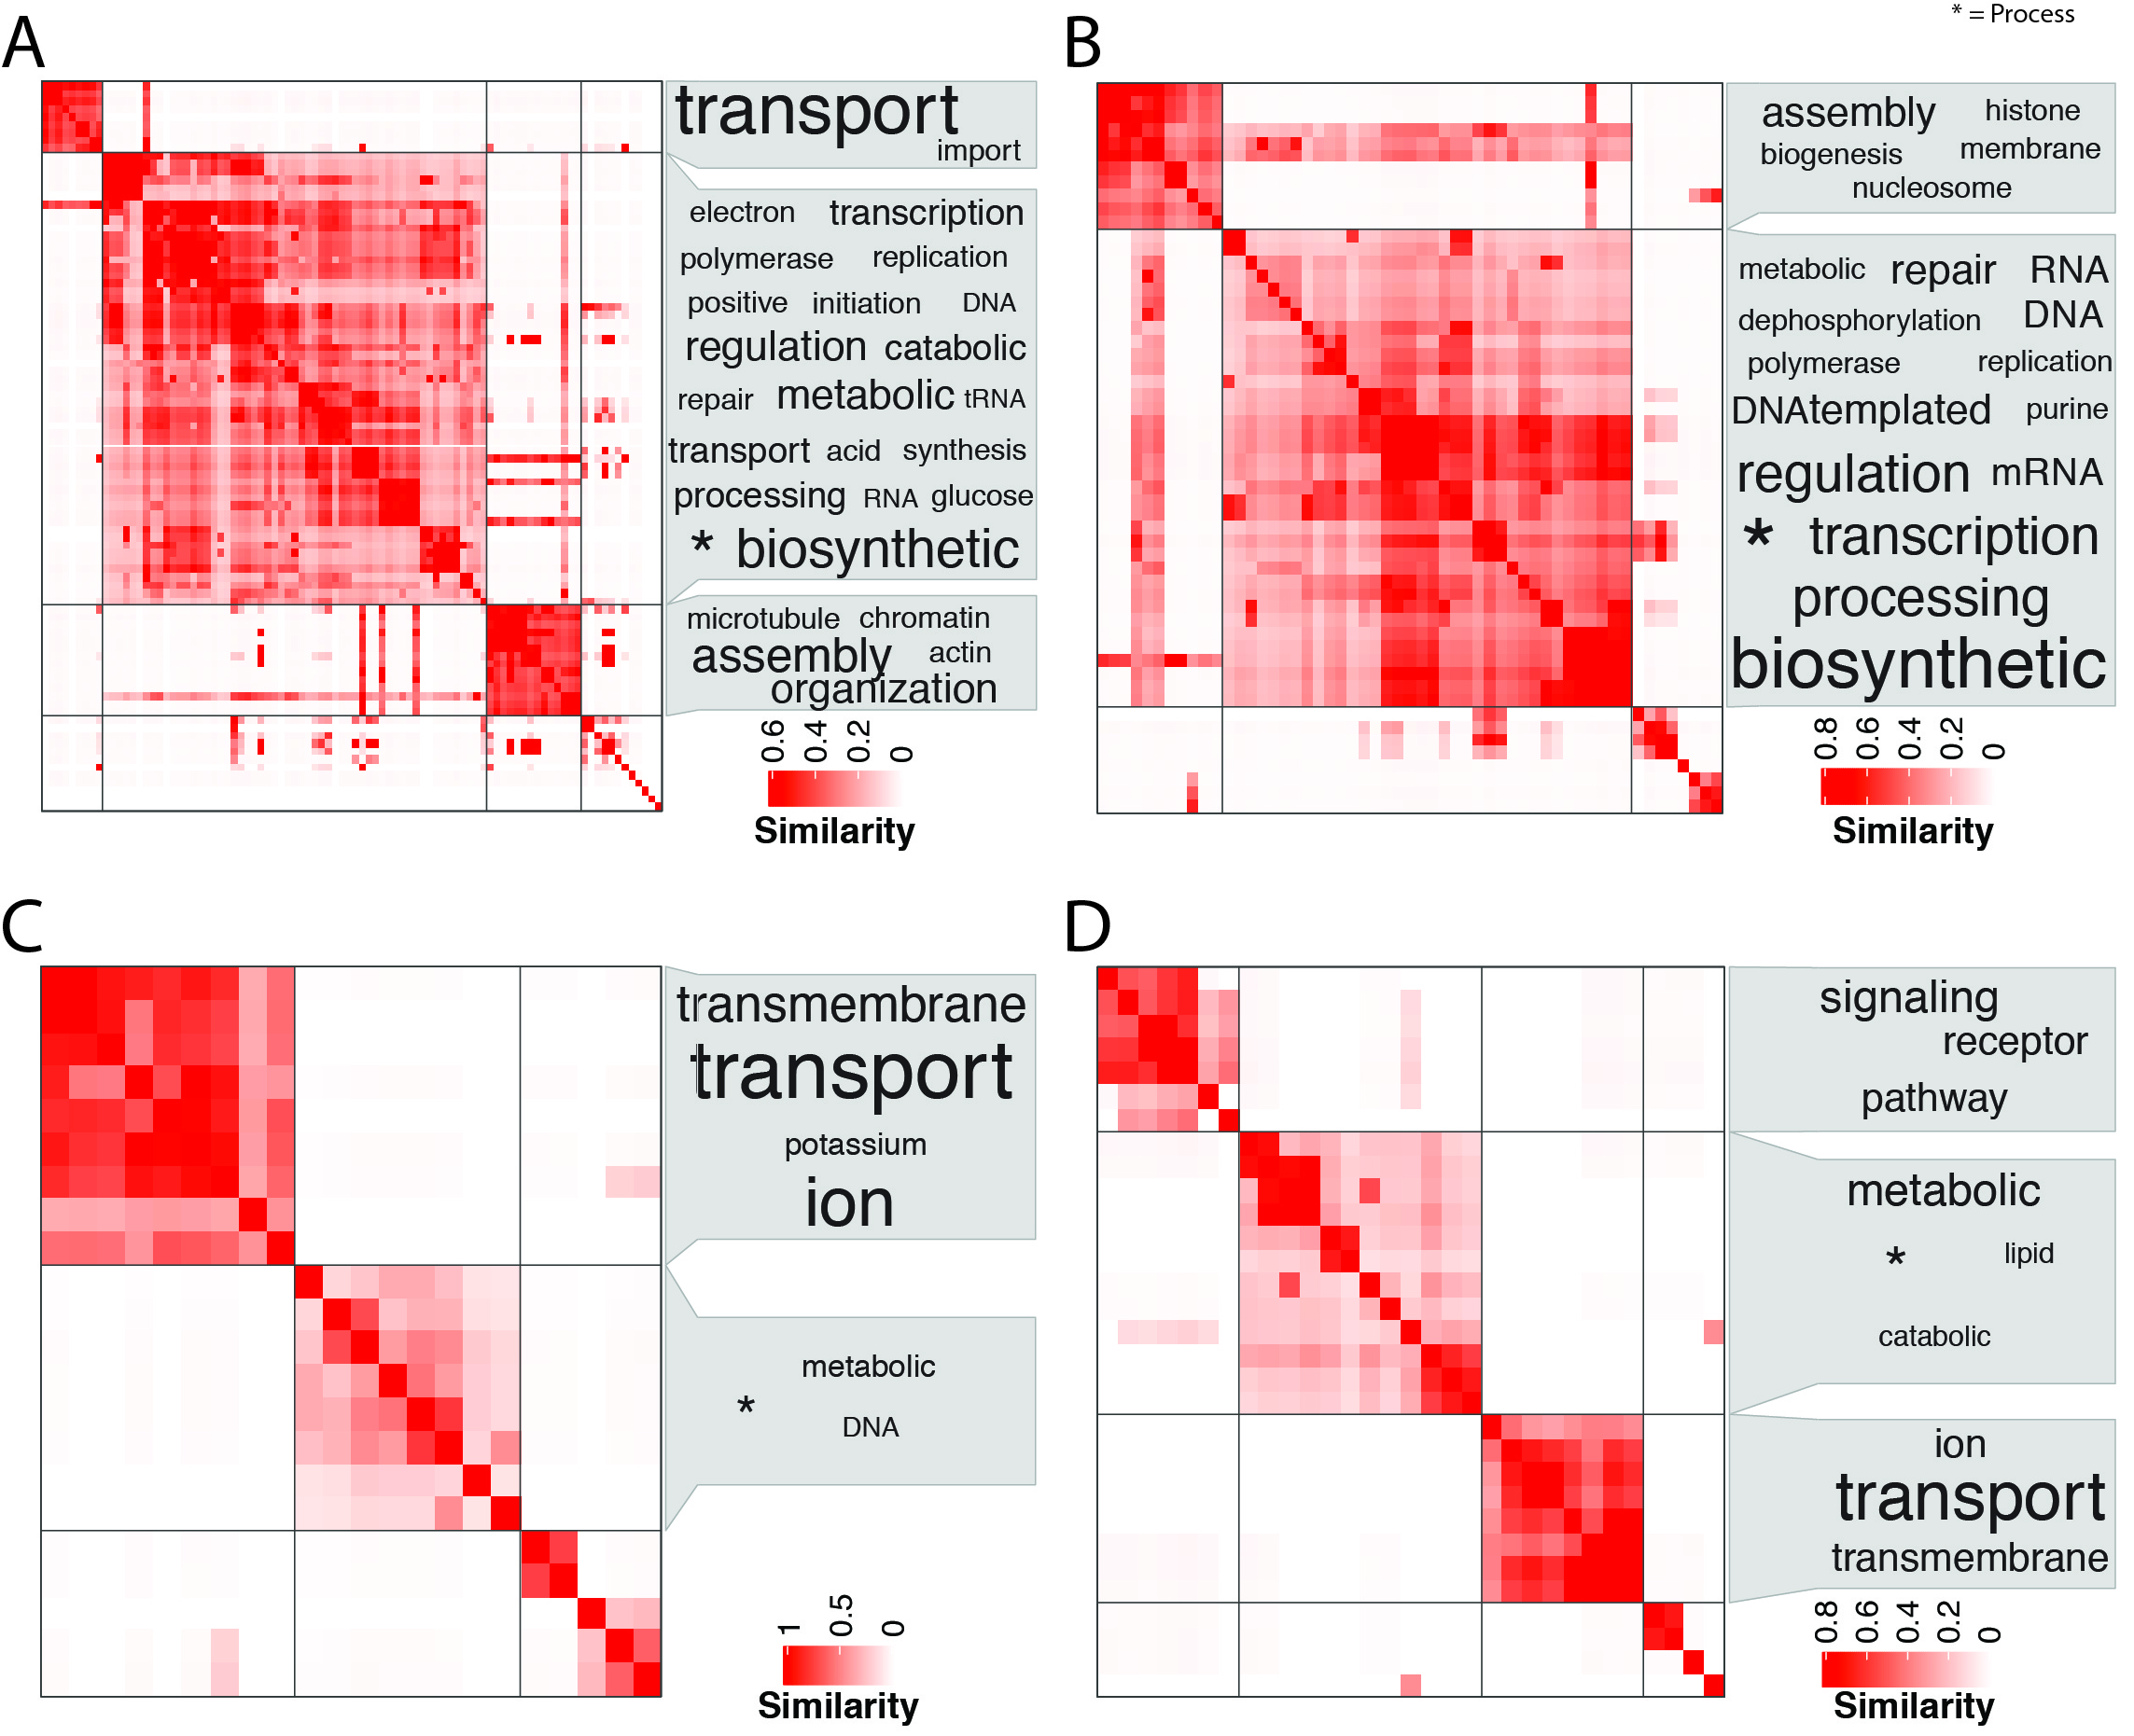 * = Process
A
transport
import
electron transcription
polymerase replication
positive initiation DNA
regulation catabolic
repair metabolic tRNA
transport acid synthesis
processing RNA glucose
* biosynthetic
microtubule chromatin
assembly actin
organization
0.6 0.4 0.2 0
Similarity
B
assembly histone
biogenesis membrane
nucleosome
metabolic repair RNA
dephosphorylation DNA
polymerase replication
DNAtemplated purine
regulation mRNA
* transcription
processing
biosynthetic
0.8 0.6 0.4 0.2 0
Similarity
C
transmembrane
transport
potassium
ion
metabolic
*
DNA
1 0.5 0
Similarity
D
signaling
receptor
pathway
metabolic
* lipid
catabolic
ion
transport
transmembrane
0.8 0.6 0.4 0.2 0
Similarity